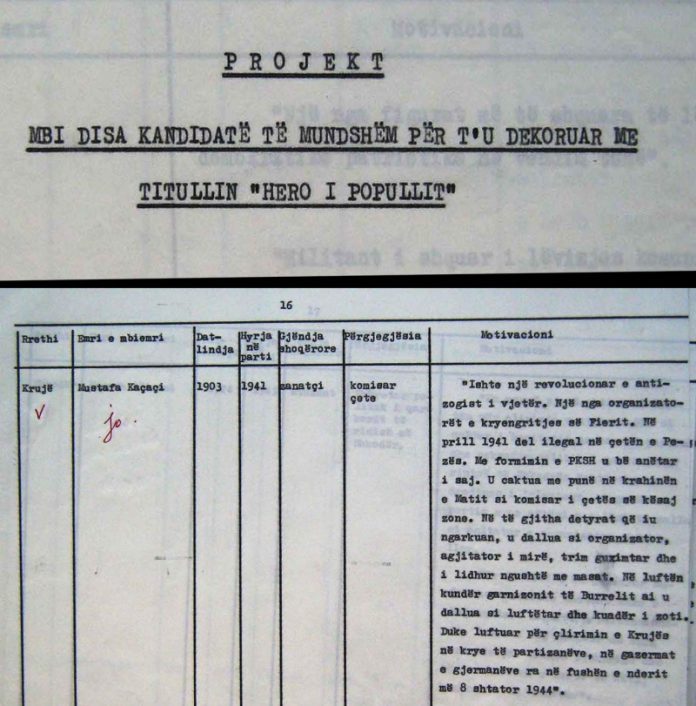 PROJEKT
MBI DISA KANDIDATË TË MUNDSHËM PËR T'U DEKORUAR ME
TITULLIN "HERO I POPULLIT"
16
Rrethi
Emri e mbiemri
Dat-
lindja
Hyrja
në
parti
Gjëndja
shoqërore
Përgjegjësia
Motivacioni
Krujë
Mustafa Kaçaçi
1903
1941
zanatçi
komisar
çete
"Ishte një revolucionar e anti-
zogist i vjetër. Një nga organizato-
rët e kryengritjes së Fierit. Në
prill 1941 del ilegal në çetën e Pe-
zës. Me formimin e PKSH u bë anëtar
i saj. U caktua me punë në krahinën
e Matit si komisar i çetës së kësaj
zone. Në të gjitha detyrat që iu
ngarkuan, u dallua si organizator,
agjitator i mirë, trim guximtar dhe
i lidhur ngushtë me masat. Në luftën
kundër garnizonit të Burrelit ai u
dallua si luftëtar dhe kuadër i zoti.
Duke luftuar për çlirimin e Krujës
në krye të partizanëve, në gazermat
e gjermanëve ra në fushën e nderit
më 8 shtator 1944".
V
jo